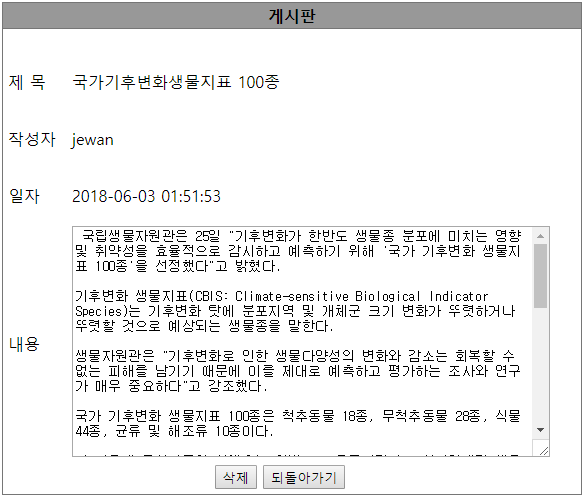 게시판
제 목 국가기후변화생물지표 100종
작성자 jewan
일자 2018-06-03 01:51:53
내용
국립생물자원관은 25일 "기후변화가 한반도 생물종 분포에 미치는 영향
및 취약성을 효율적으로 감시하고 예측하기 위해 '국가 기후변화 생물지
표 100종'을 선정했다"고 밝혔다.
기후변화 생물지표(CBIS: Climate-sensitive Biological Indicator
Species)는 기후변화 탓에 분포지역 및 개체군 크기 변화가 뚜렷하거나
뚜렷할 것으로 예상되는 생물종을 말한다.
생물자원관은 "기후변화로 인한 생물다양성의 변화와 감소는 회복할 수
없는 피해를 남기기 때문에 이를 제대로 예측하고 평가하는 조사와 연구
가 매우 중요하다"고 강조했다.
국가 기후변화 생물지표 100종은 척추동물 18종, 무척추동물 28종, 식물
44종, 균류 및 해조류 10종이다.
삭제 되돌아가기